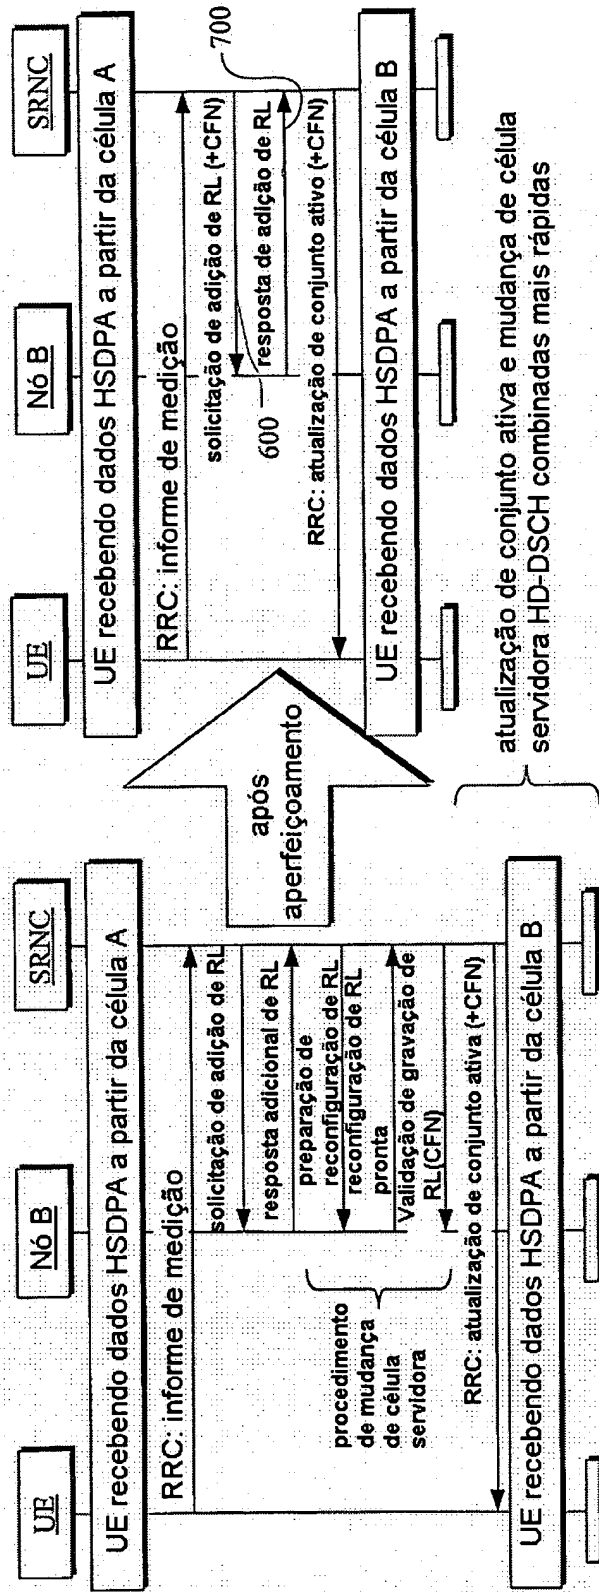 UE
Nó B
SRNC
UE recebendo dados HSDPA a partir da célula A
RRC: informe de medição
solicitação de adição de RL
resposta adicional de RL
preparação de
reconfiguração de RL
reconfiguração de RL
pronta
Validação de gravação de
RL(CFN)
procedimento
de mudança
de célula
servidora
RRC: atualização de conjunto ativa (+CFN)
UE recebendo dados HSDPA a partir da célula B
após
aperfeiçoamento
UE
Nó B
SRNC
UE recebendo dados HSDPA a partir da célula A
RRC: informe de medição
solicitação de adição de RL (+CFN)
resposta de adição de RL
600
700
RRC: atualização de conjunto ativo (+CFN)
UE recebendo dados HSDPA a partir da célula B
atualização de conjunto ativa e mudança de célula
servidora HD-DSCH combinadas mais rápidas